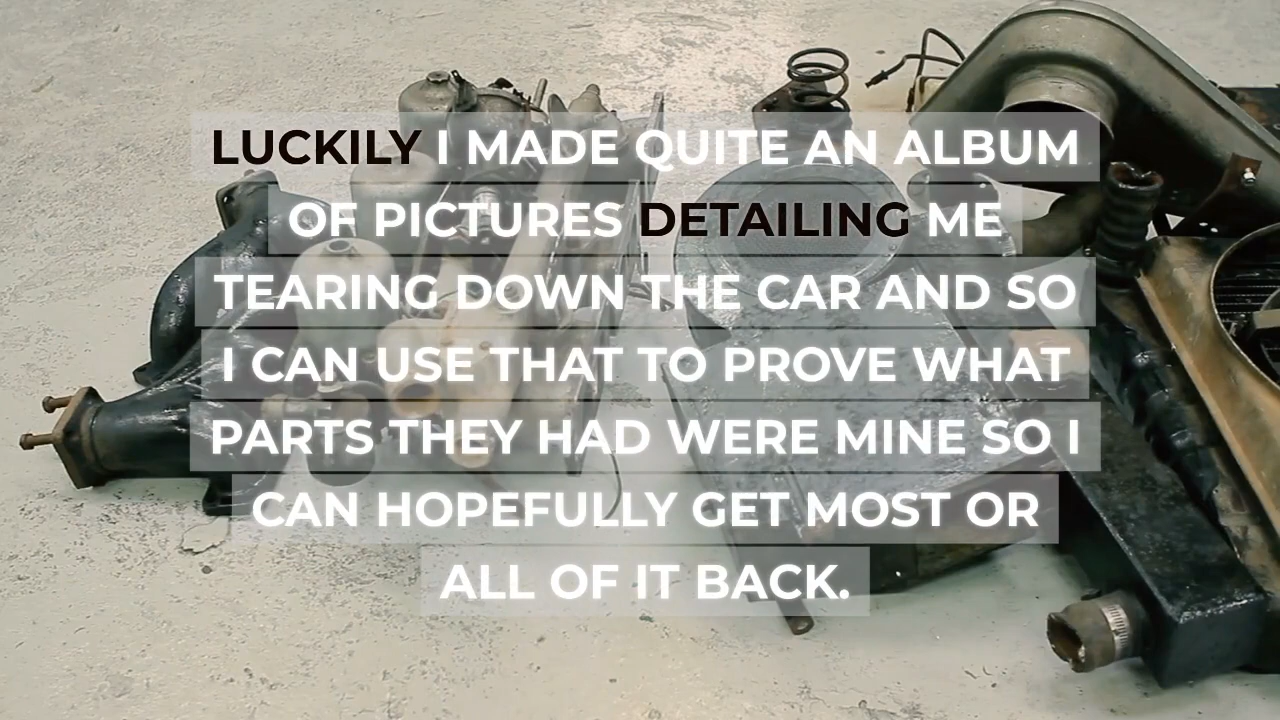 LUCKILY I MADE QUITE AN ALBUM
OF PICTURES DETAILING ME
TEARING DOWN THE CAR AND SO
I CAN USE THAT TO PROVE WHAT
PARTS THEY HAD WERE MINE SO I
CAN HOPEFULLY GET MOST OR
ALL OF IT BACK.